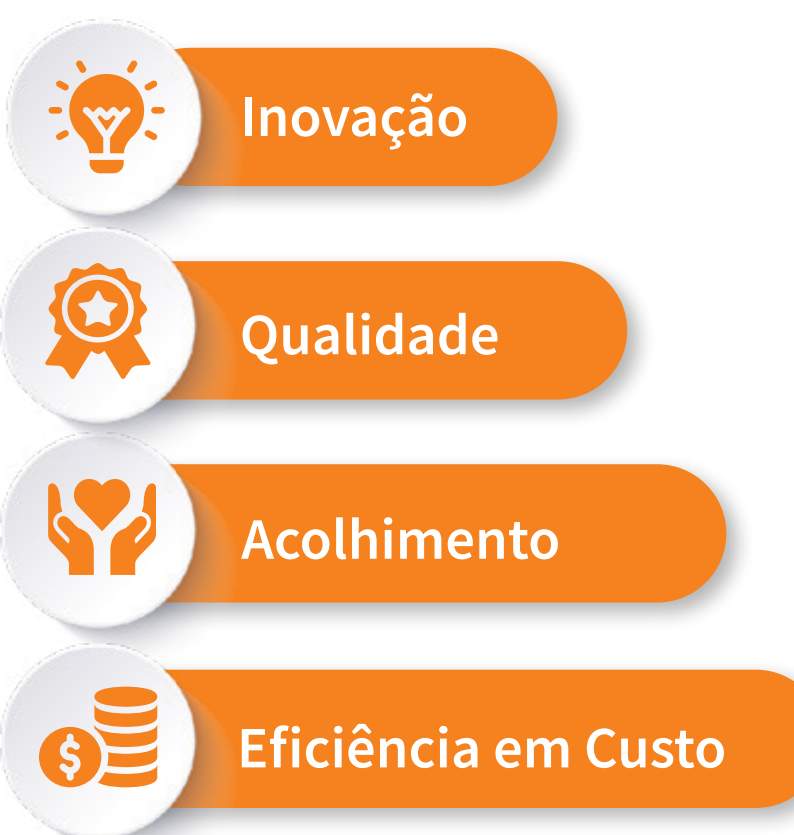 Inovação
Qualidade
Acolhimento
$
Eficiência em Custo